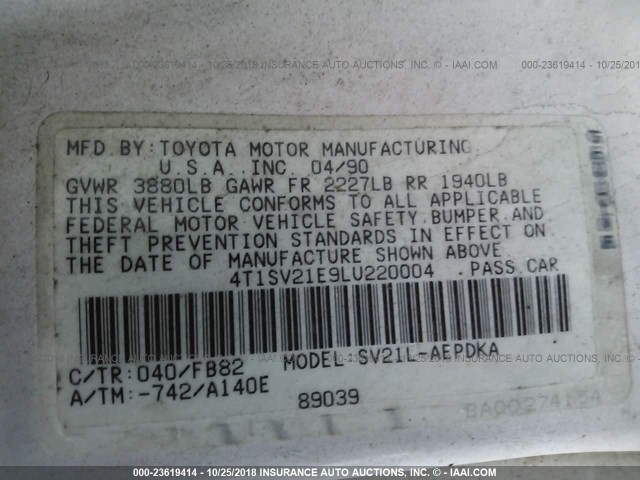 000-23619414 - 10/25/2018 INSURANCE AUTO AUCTIONS, INC. © - IAAI.COM
MFD. BY: TOYOTA MOTOR MANUFACTURING
U.S.A., INC. 04/90
GVWR 3880LB GAWR FR 2227LB RR 1940LB
THIS VEHICLE CONFORMS TO ALL APPLICABLE
FEDERAL MOTOR VEHICLE SAFETY, BUMPER, AND
THEFT PREVENTION STANDARDS IN EFFECT ON
THE DATE OF MANUFACTURE SHOWN ABOVE.
4T1SV21E9LU220004 . PASS.CAR
C/TR: 040/FB82 MODEL: SV21L-AEPDKA
A/TM: -742/A140E 89039
000-23619414 - 10/25/2018 INSURANCE AUTO AUCTIONS, INC. © - IAAI.COM